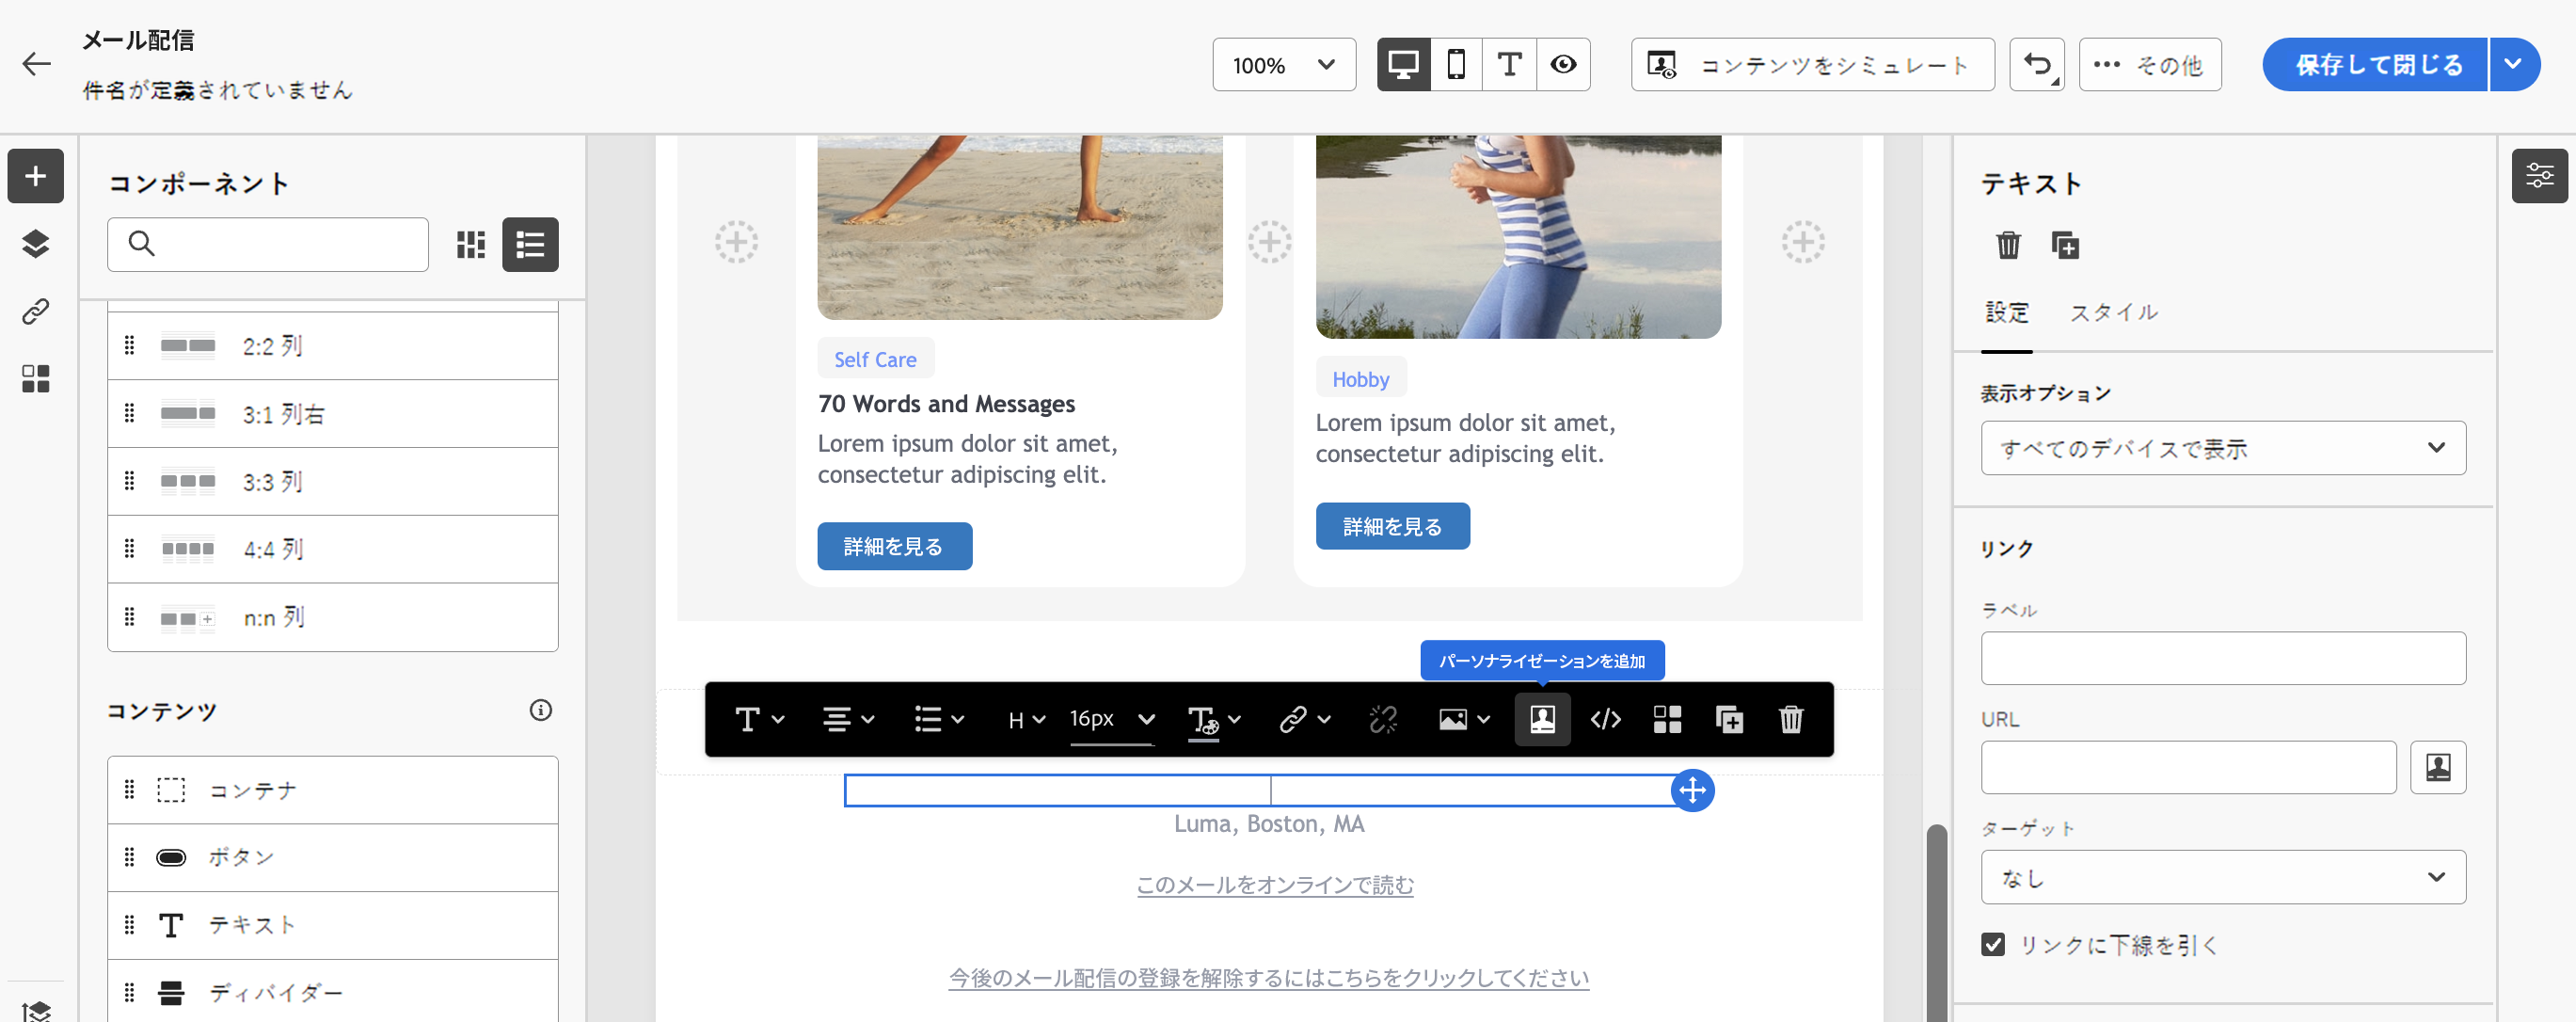 メール配信
件名が定義されていません
100%
コンテンツをシミュレート
その他
保存して閉じる
コンポーネント
2:2 列
3:1 列右
3:3 列
4:4 列
n:n 列
コンテンツ
コンテナ
ボタン
テキスト
ディバイダー
Self Care
70 Words and Messages
Lorem ipsum dolor sit amet,
consectetur adipiscing elit.
詳細を見る
Hobby
Lorem ipsum dolor sit amet,
consectetur adipiscing elit.
詳細を見る
パーソナライゼーションを追加
H
16px
Luma, Boston, MA
このメールをオンラインで読む
今後のメール配信の登録を解除するにはこちらをクリックしてください
テキスト
設定
スタイル
表示オプション
すべてのデバイスで表示
リンク
ラベル
URL
ターゲット
なし
リンクに下線を引く